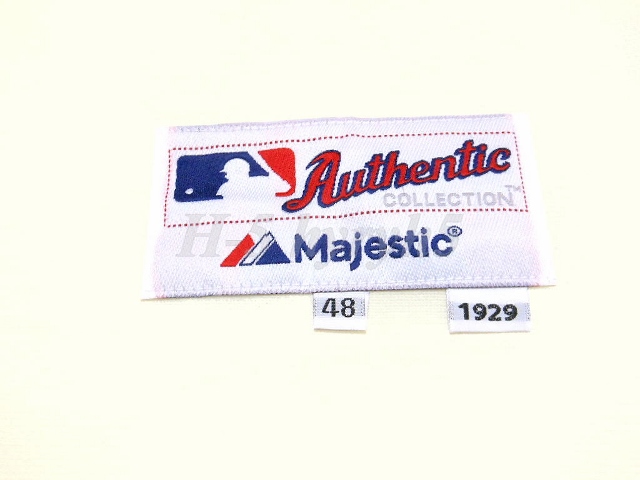 Authentic
COLLECTION™
Majestic®
48
1929